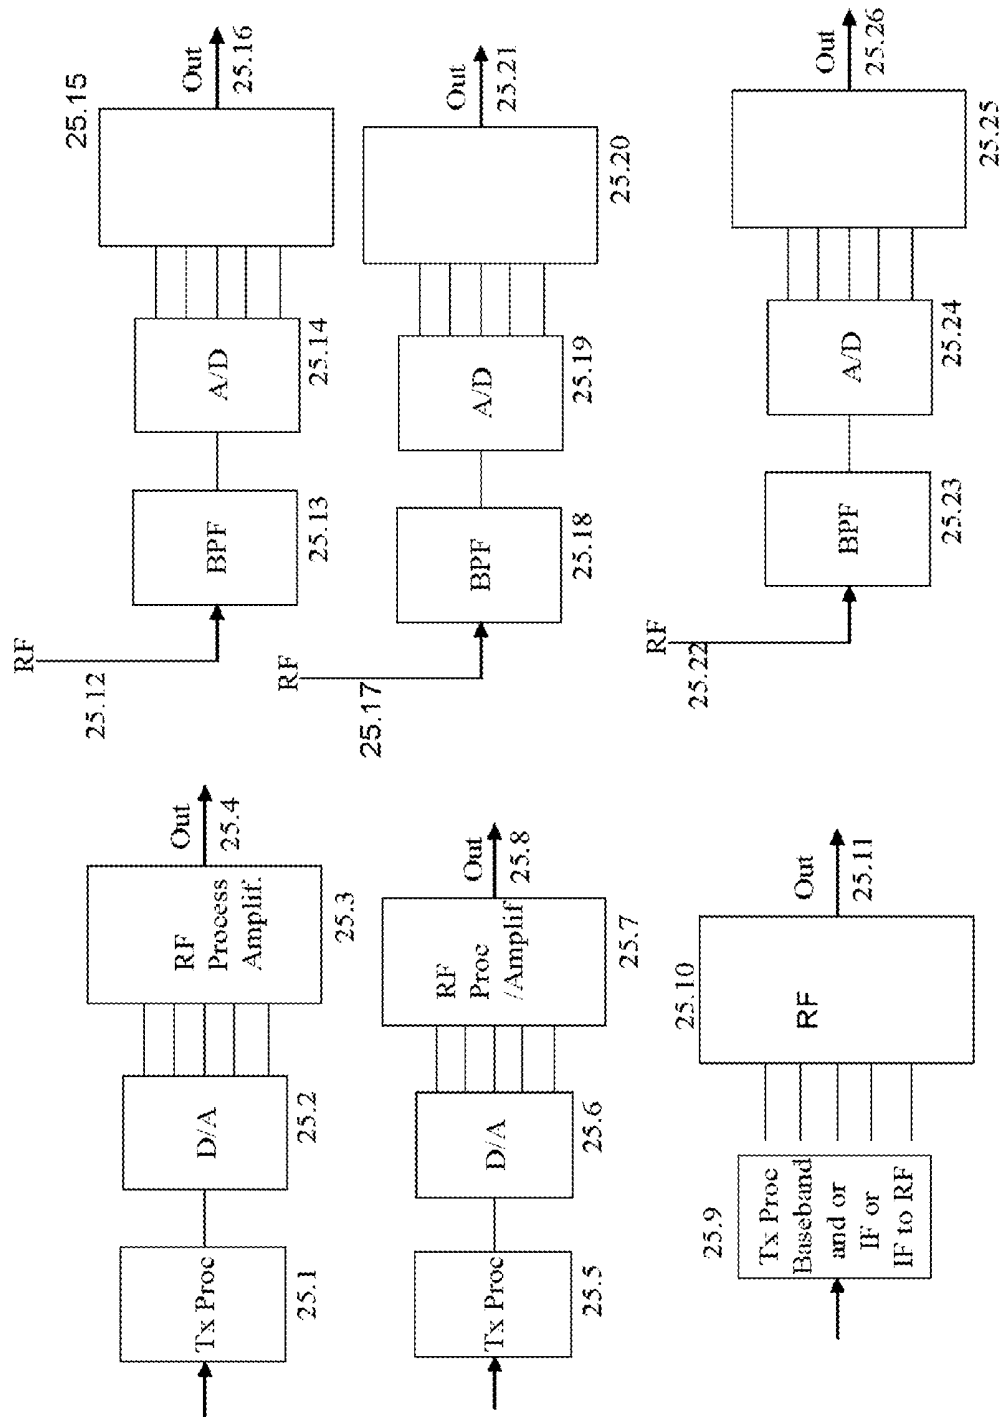 Tx Proc
25.1
D/A
25.2
RF
Process
Amplif.
25.3
Out
25.4
RF
25.12
BPF
25.13
A/D
25.14
25.15
Out
25.16
Tx Proc
25.5
D/A
25.6
RF
Proc
/Amplif
25.7
Out
25.8
RF
25.17
BPF
25.18
A/D
25.19
25.20
Out
25.21
25.9
Tx Proc
Baseband
and or
IF or
IF to RF
25.10
RF
Out
25.11
RF
25.22
BPF
25.23
A/D
25.24
25.25
Out
25.26